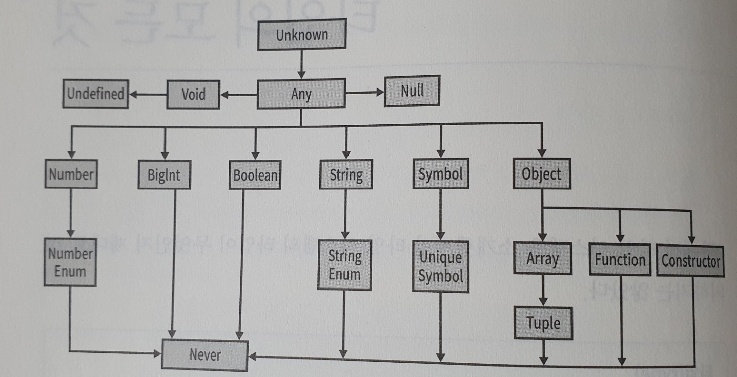 Unknown
Undefined
Void
Any
Null
Number
BigInt
Boolean
String
Symbol
Object
Number
Enum
String
Enum
Unique
Symbol
Array
Function
Constructor
Tuple
Never